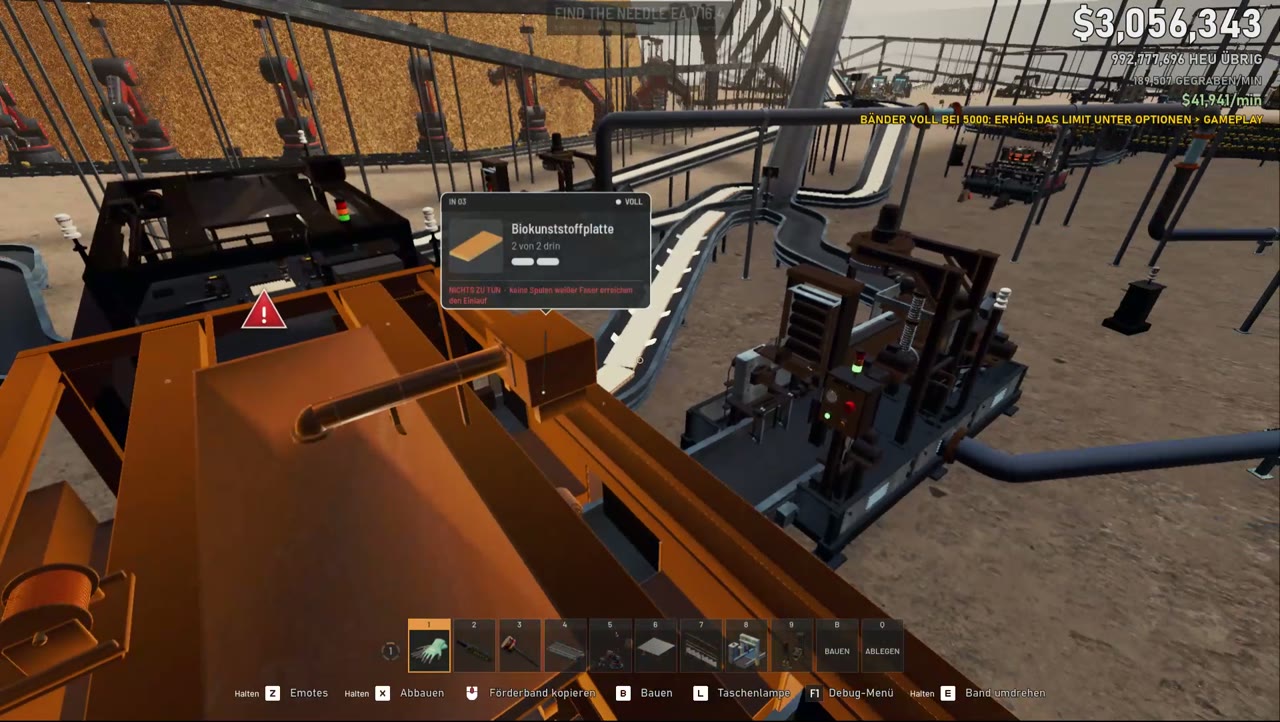 FIND THE NEEDLE EA V16.4
$3,056,343
992,777,696 HEU ÜBRIG
189,507 GEGRABEN/MIN
$41,941/min
BÄNDER VOLL BEI 5000: ERHÖH DAS LIMIT UNTER OPTIONEN > GAMEPLAY
IN 03
VOLL
Biokunststoffplatte
2 von 2 drin
NICHTS ZU TUN - keine Spulen weißer Faser erreichen
den Einlauf
1 2 3 4 5 6 7 8 9 B Q
1
BAUEN
ABLEGEN
Halten Z Emotes Halten X Abbauen Förderband kopieren B Bauen L Taschenlampe F1 Debug-Menü Halten E Band umdrehen